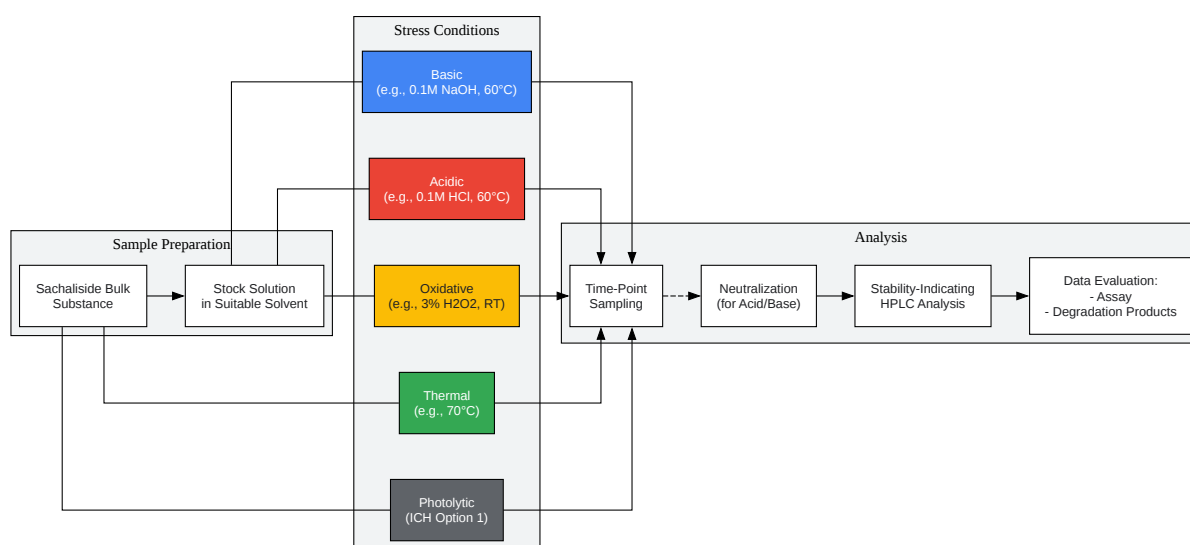 Stress Conditions
Basic
(e.g., 0.1M NaOH, 60°C)
Acidic
(e.g., 0.1M HCl, 60°C)
Sample Preparation
Analysis
Sachaliside Bulk
Substance
Stock Solution
in Suitable Solvent
Oxidative
(e.g., 3% H2O2, RT)
Time-Point
Sampling
Neutralization
(for Acid/Base)
Stability-Indicating
HPLC Analysis
Data Evaluation:
- Assay
- Degradation Products
Thermal
(e.g., 70°C)
Photolytic
(ICH Option 1)